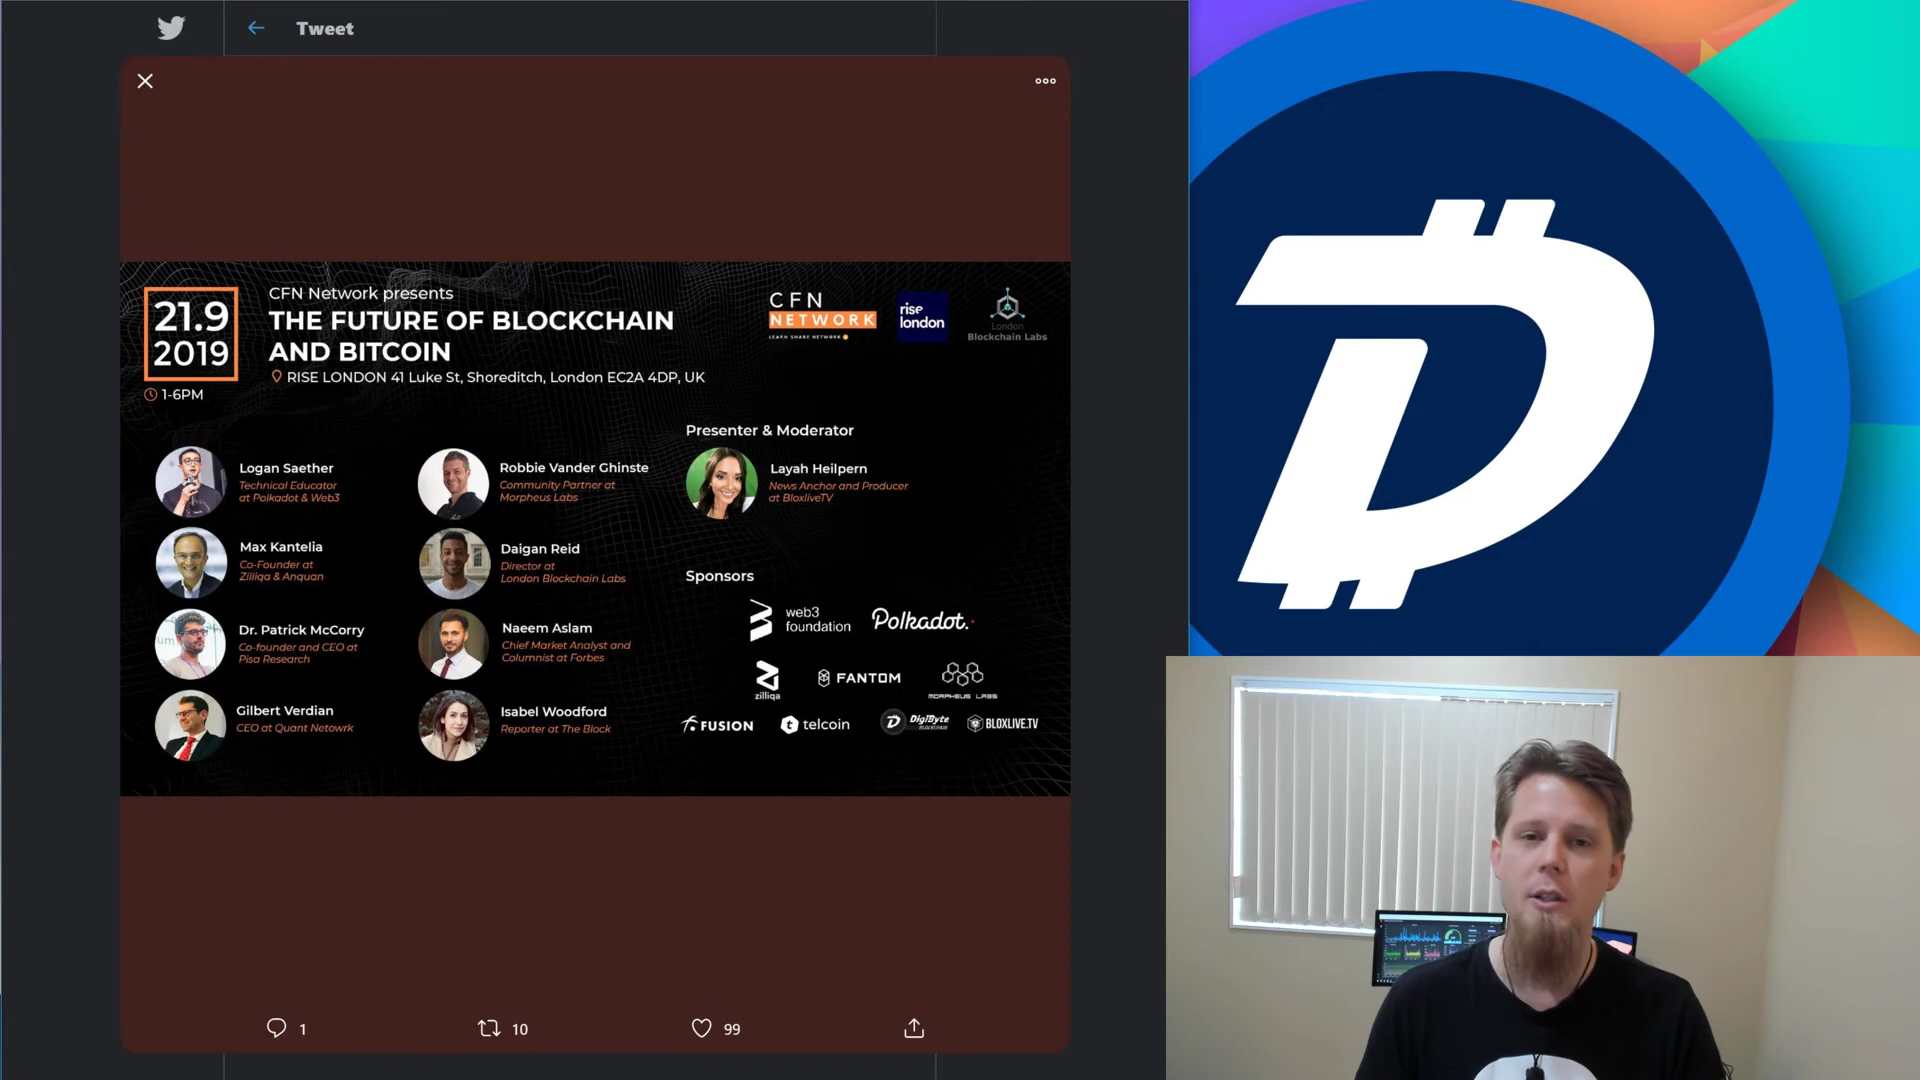 Tweet
21.9
2019
1-6PM
CFN Network presents
THE FUTURE OF BLOCKCHAIN
AND BITCOIN
RISE LONDON 41 Luke St, Shoreditch, London EC2A 4DP, UK
CFN
NETWORK
LEARN SHARE NETWORK
rise
london
London
Blockchain Labs
Logan Saether
Technical Educator
at Polkadot & Web3
Max Kantelia
Co-Founder at
Zilliqa & Anquan
Dr. Patrick McCorry
Co-founder and CEO at
Pisa Research
Gilbert Verdian
CEO at Quant Netowrk
Robbie Vander Ghinste
Community Partner at
Morpheus Labs
Daigan Reid
Director at
London Blockchain Labs
Naeem Aslam
Chief Market Analyst and
Columnist at Forbes
Isabel Woodford
Reporter at The Block
Presenter & Moderator
Layah Heilpern
News Anchor and Producer
at BloxliveTV
Sponsors
web3
foundation
Polkadot.
zilliqa
FANTOM
MORPHEUS LABS
FUSION
telcoin
DigiByte
BLOCKCHAIN
BLOXLIVE.TV
1
10
99